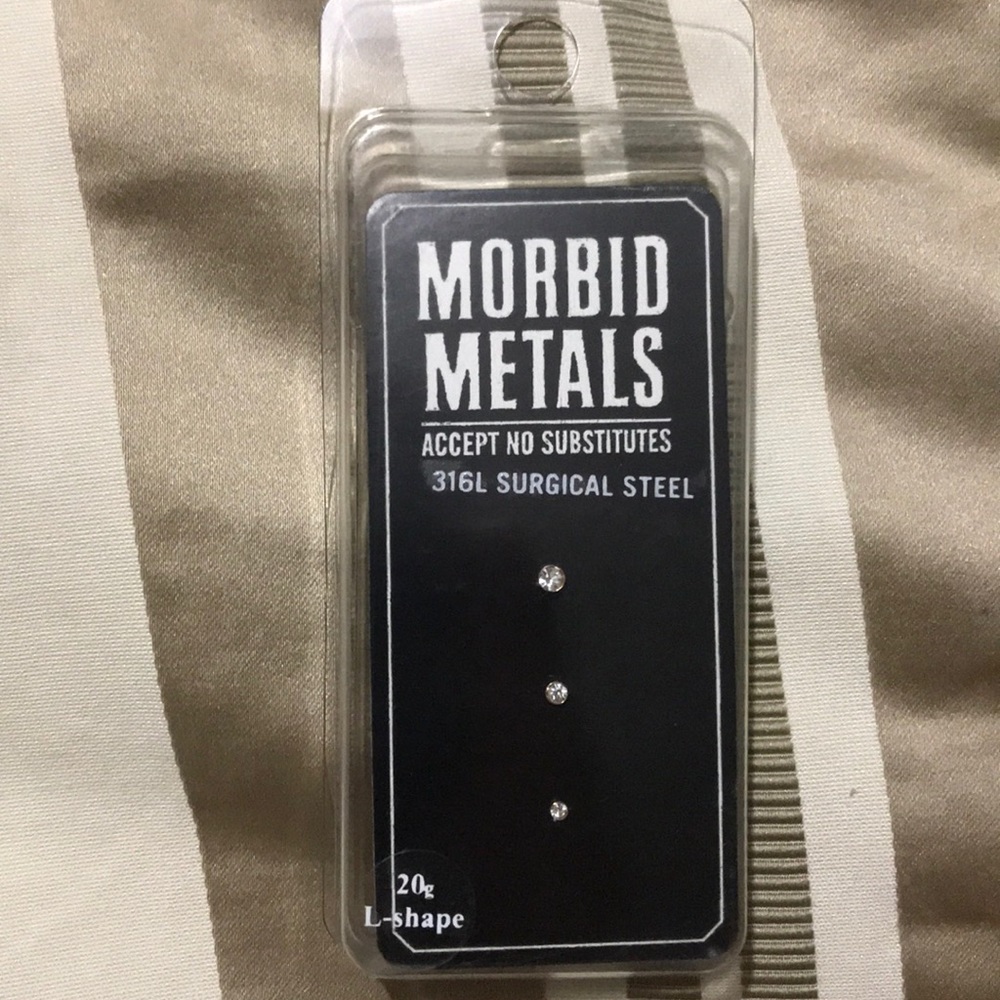 MORBID
METALS
ACCEPT NO SUBSTITUTES
316L SURGICAL STEEL
20g
L-shape